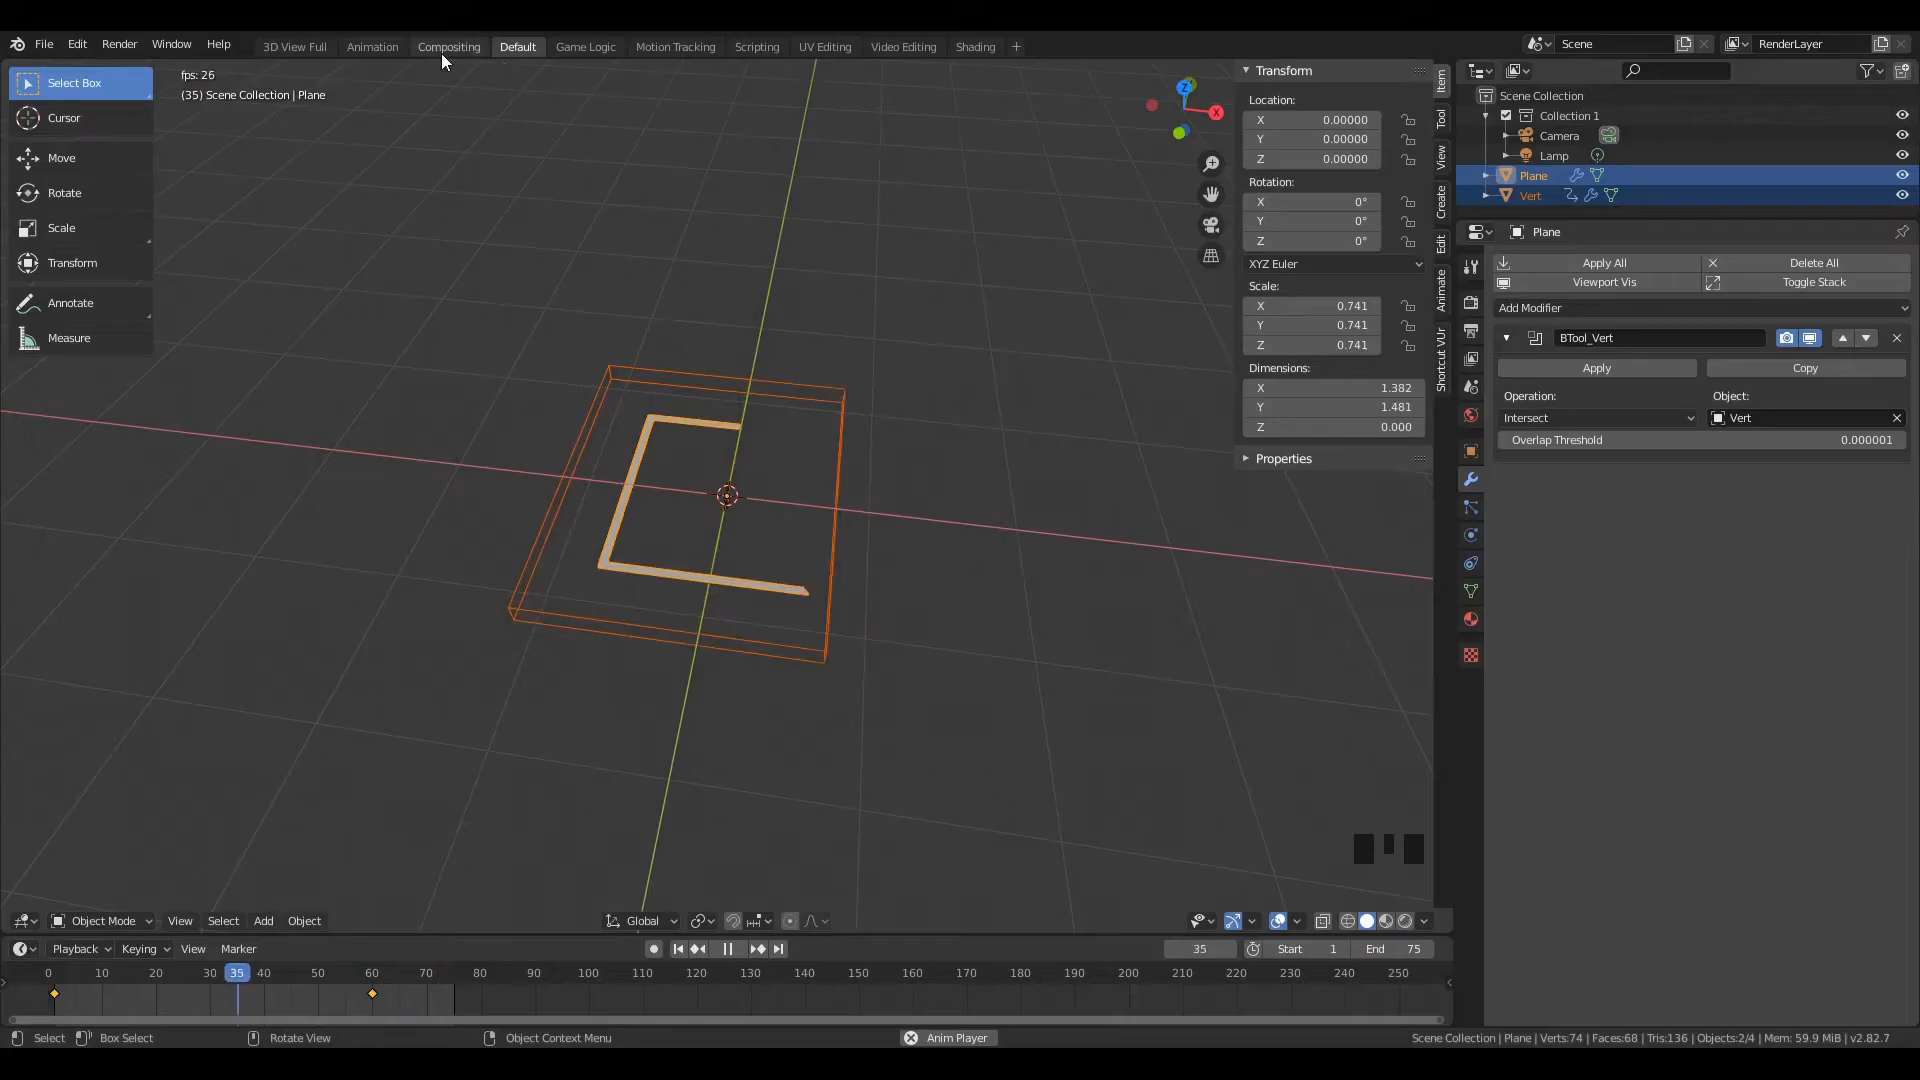 File Edit Render Window Help 3D View Full Animation Compositing Default Game Logic Motion Tracking Scripting UV Editing Video Editing Shading + Scene RenderLayer
Select Box
Cursor
Move
Rotate
Scale
Transform
Annotate
Measure
fps: 26
(35) Scene Collection | Plane
Z
X
Transform
Location:
X 0.00000
Y 0.00000
Z 0.00000
Rotation:
X 0°
Y 0°
Z 0°
XYZ Euler
Scale:
X 0.741
Y 0.741
Z 0.741
Dimensions:
X 1.382
Y 1.481
Z 0.000
Properties
Item
Tool
View
Create
Edit
Animate
Shortcut VUr
Scene Collection
Collection 1
Camera
Lamp
Plane
Vert
Plane
Apply All Delete All
Viewport Vis Toggle Stack
Add Modifier
BTool_Vert
Apply Copy
Operation: Object:
Intersect Vert
Overlap Threshold 0.000001
Object Mode View Select Add Object Global
Playback Keying View Marker 35 Start 1 End 75
0 10 20 30 35 40 50 60 70 80 90 100 110 120 130 140 150 160 170 180 190 200 210 220 230 240 250
Select Box Select Rotate View Object Context Menu Anim Player Scene Collection | Plane | Verts:74 | Faces:68 | Tris:136 | Objects:2/4 | Mem: 59.9 MiB | v2.82.7